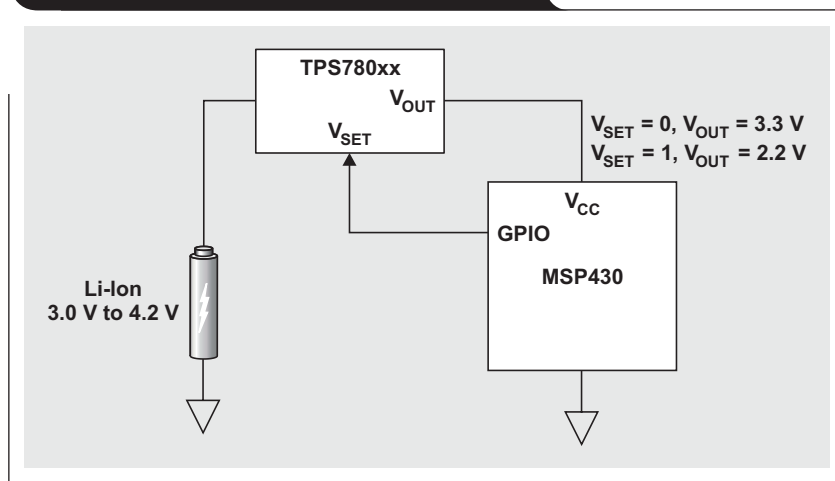 TPS780xx
VOUT
VSET
VSET = 0, VOUT = 3.3 V
VSET = 1, VOUT = 2.2 V
VCC
GPIO
MSP430
Li-Ion
3.0 V to 4.2 V